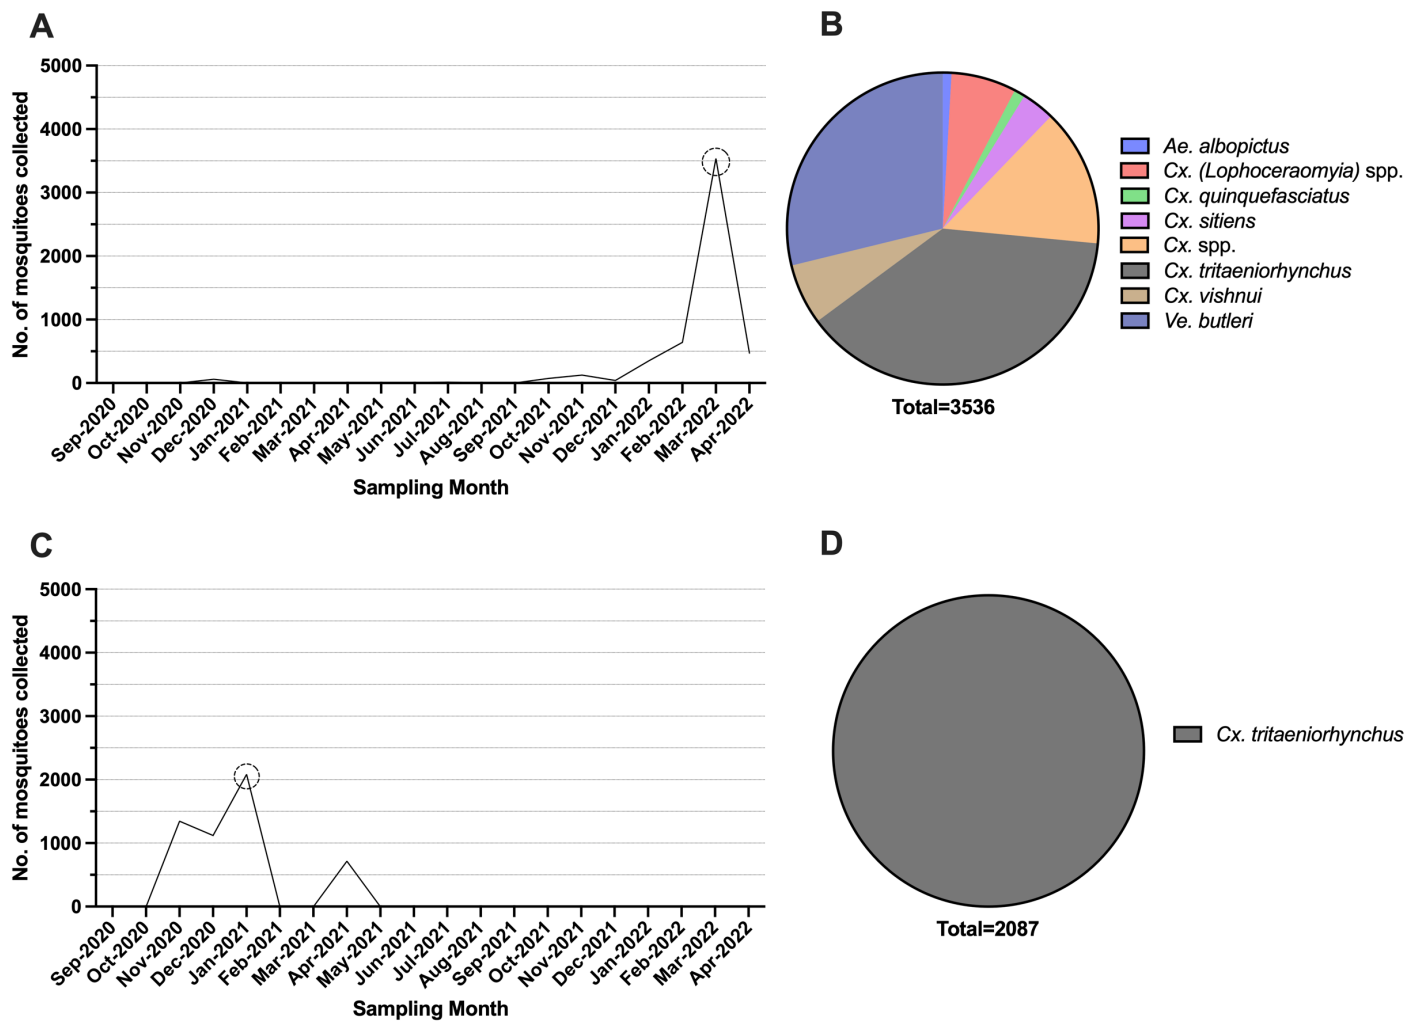 A
No. of mosquitoes collected
5000
4000
3000
2000
1000
0
Sep-2020
Oct-2020
Nov-2020
Dec-2020
Jan-2021
Feb-2021
Mar-2021
Apr-2021
May-2021
Jun-2021
Jul-2021
Aug-2021
Sep-2021
Oct-2021
Nov-2021
Dec-2021
Jan-2022
Feb-2022
Mar-2022
Apr-2022
Sampling Month
B
Ae. albopictus
Cx. (Lophoceraomyia) spp.
Cx. quinquefasciatus
Cx. sitiens
Cx. spp.
Cx. tritaeniorhynchus
Cx. vishnui
Ve. butleri
Total=3536
C
No. of mosquitoes collected
5000
4000
3000
2000
1000
0
Sep-2020
Oct-2020
Nov-2020
Dec-2020
Jan-2021
Feb-2021
Mar-2021
Apr-2021
May-2021
Jun-2021
Jul-2021
Aug-2021
Sep-2021
Oct-2021
Nov-2021
Dec-2021
Jan-2022
Feb-2022
Mar-2022
Apr-2022
Sampling Month
D
Cx. tritaeniorhynchus
Total=2087